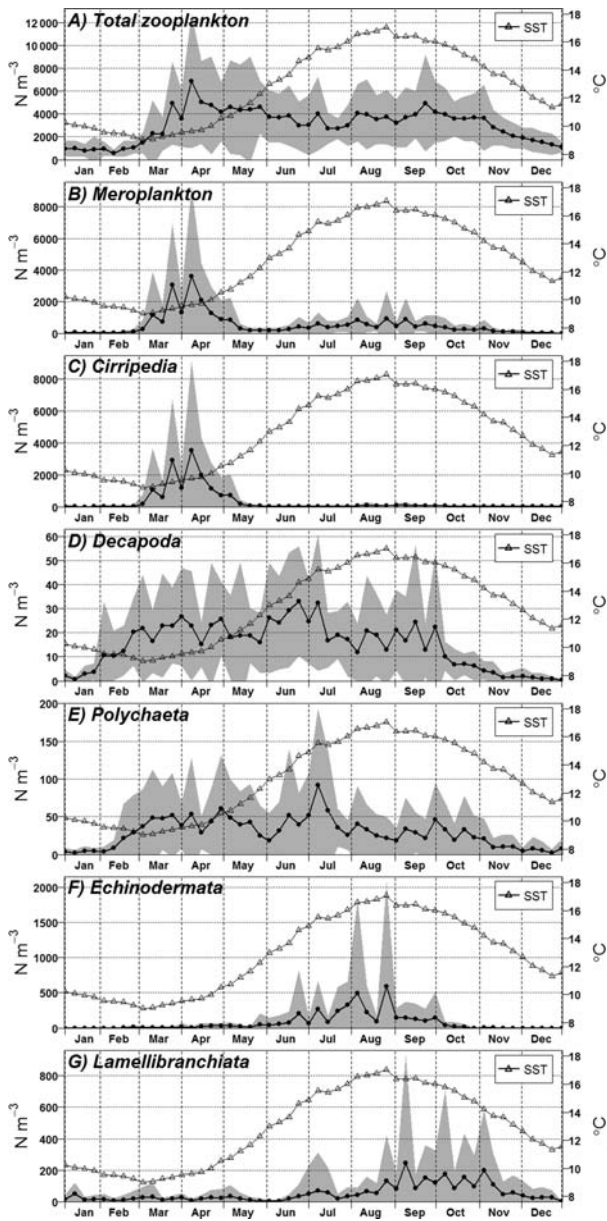 A) Total zooplankton
SST
N m⁻³
12 000
10 000
8000
6000
4000
2000
0
18
16
14
12
10
8
°C
Jan Feb Mar Apr May Jun Jul Aug Sep Oct Nov Dec
B) Meroplankton
SST
N m⁻³
8000
6000
4000
2000
0
18
16
14
12
10
8
°C
Jan Feb Mar Apr May Jun Jul Aug Sep Oct Nov Dec
C) Cirripedia
SST
N m⁻³
8000
6000
4000
2000
0
18
16
14
12
10
8
°C
Jan Feb Mar Apr May Jun Jul Aug Sep Oct Nov Dec
D) Decapoda
SST
N m⁻³
60
50
40
30
20
10
0
18
16
14
12
10
8
°C
Jan Feb Mar Apr May Jun Jul Aug Sep Oct Nov Dec
E) Polychaeta
SST
N m⁻³
200
150
100
50
0
18
16
14
12
10
8
°C
Jan Feb Mar Apr May Jun Jul Aug Sep Oct Nov Dec
F) Echinodermata
SST
N m⁻³
2000
1500
1000
500
0
18
16
14
12
10
8
°C
Jan Feb Mar Apr May Jun Jul Aug Sep Oct Nov Dec
G) Lamellibranchiata
SST
N m⁻³
800
600
400
200
0
18
16
14
12
10
8
°C
Jan Feb Mar Apr May Jun Jul Aug Sep Oct Nov Dec